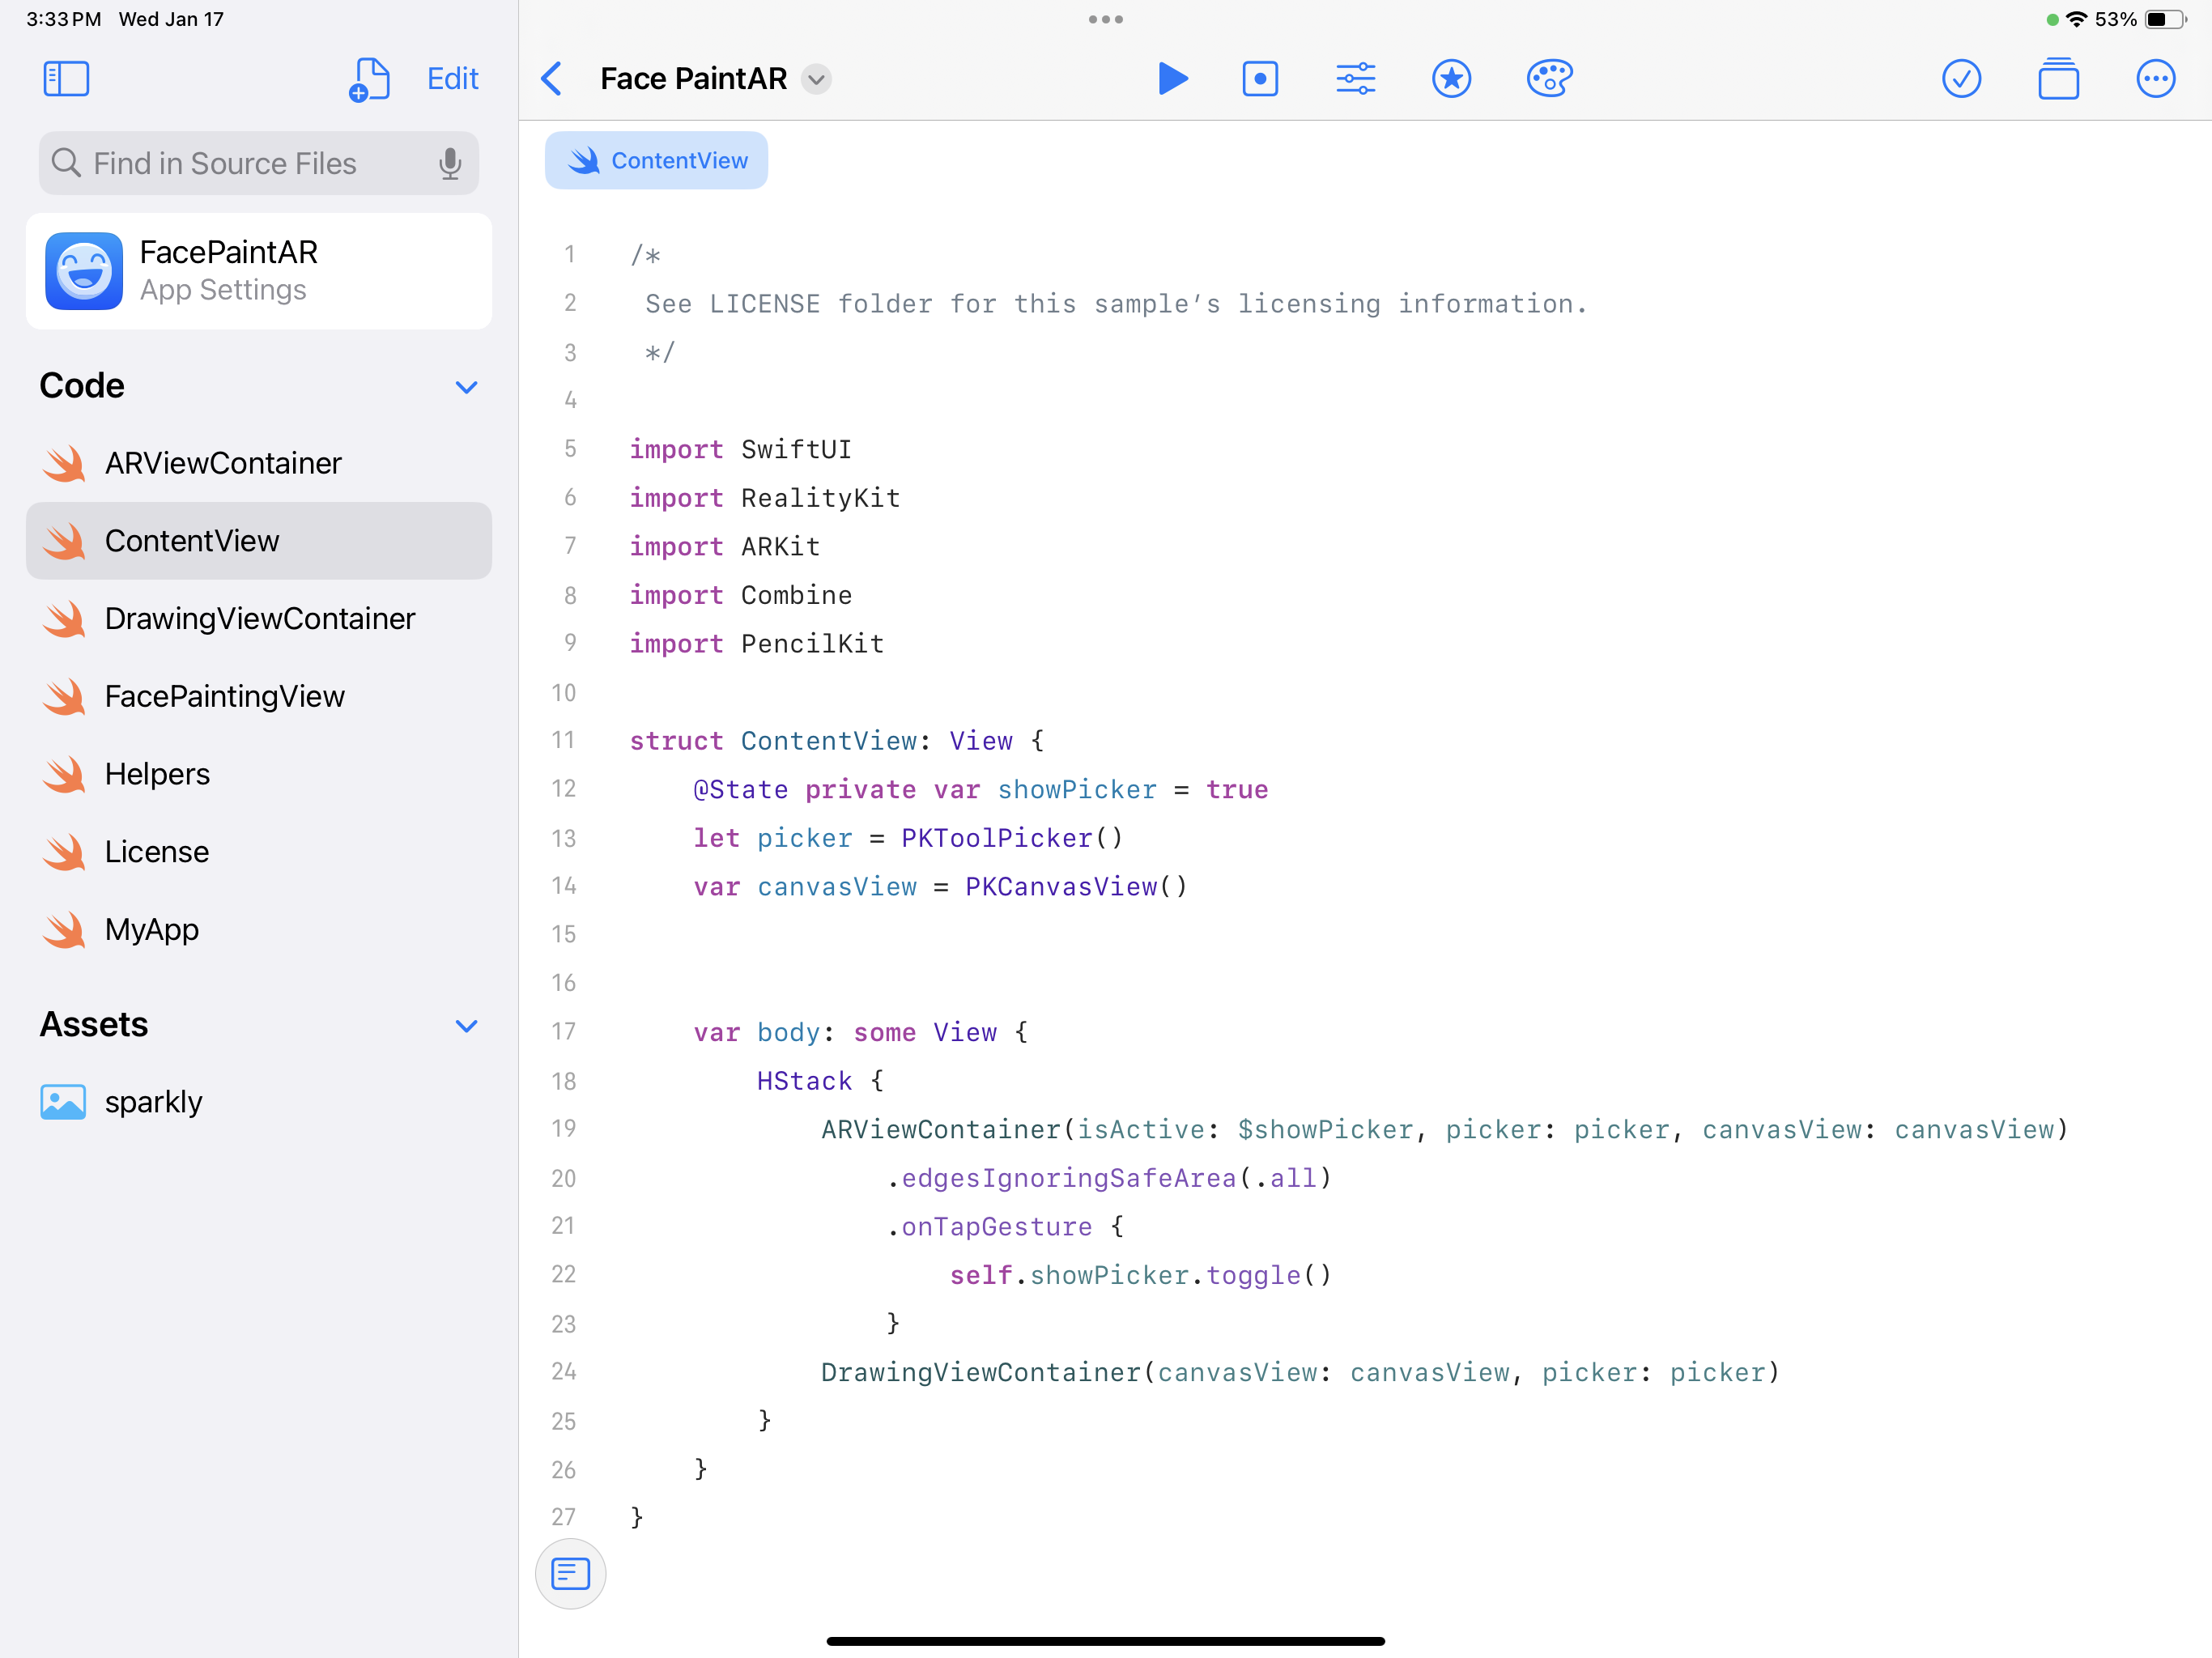 3:33 PM Wed Jan 17
53%
Edit
Find in Source Files
FacePaintAR
App Settings
Code
ARViewContainer
ContentView
DrawingViewContainer
FacePaintingView
Helpers
License
MyApp
Assets
sparkly
Face PaintAR
ContentView
1 /*
2 See LICENSE folder for this sample’s licensing information.
3 */
4
5 import SwiftUI
6 import RealityKit
7 import ARKit
8 import Combine
9 import PencilKit
10
11 struct ContentView: View {
12 @State private var showPicker = true
13 let picker = PKToolPicker()
14 var canvasView = PKCanvasView()
15
16
17 var body: some View {
18 HStack {
19 ARViewContainer(isActive: $showPicker, picker: picker, canvasView: canvasView)
20 .edgesIgnoringSafeArea(.all)
21 .onTapGesture {
22 self.showPicker.toggle()
23 }
24 DrawingViewContainer(canvasView: canvasView, picker: picker)
25 }
26 }
27 }